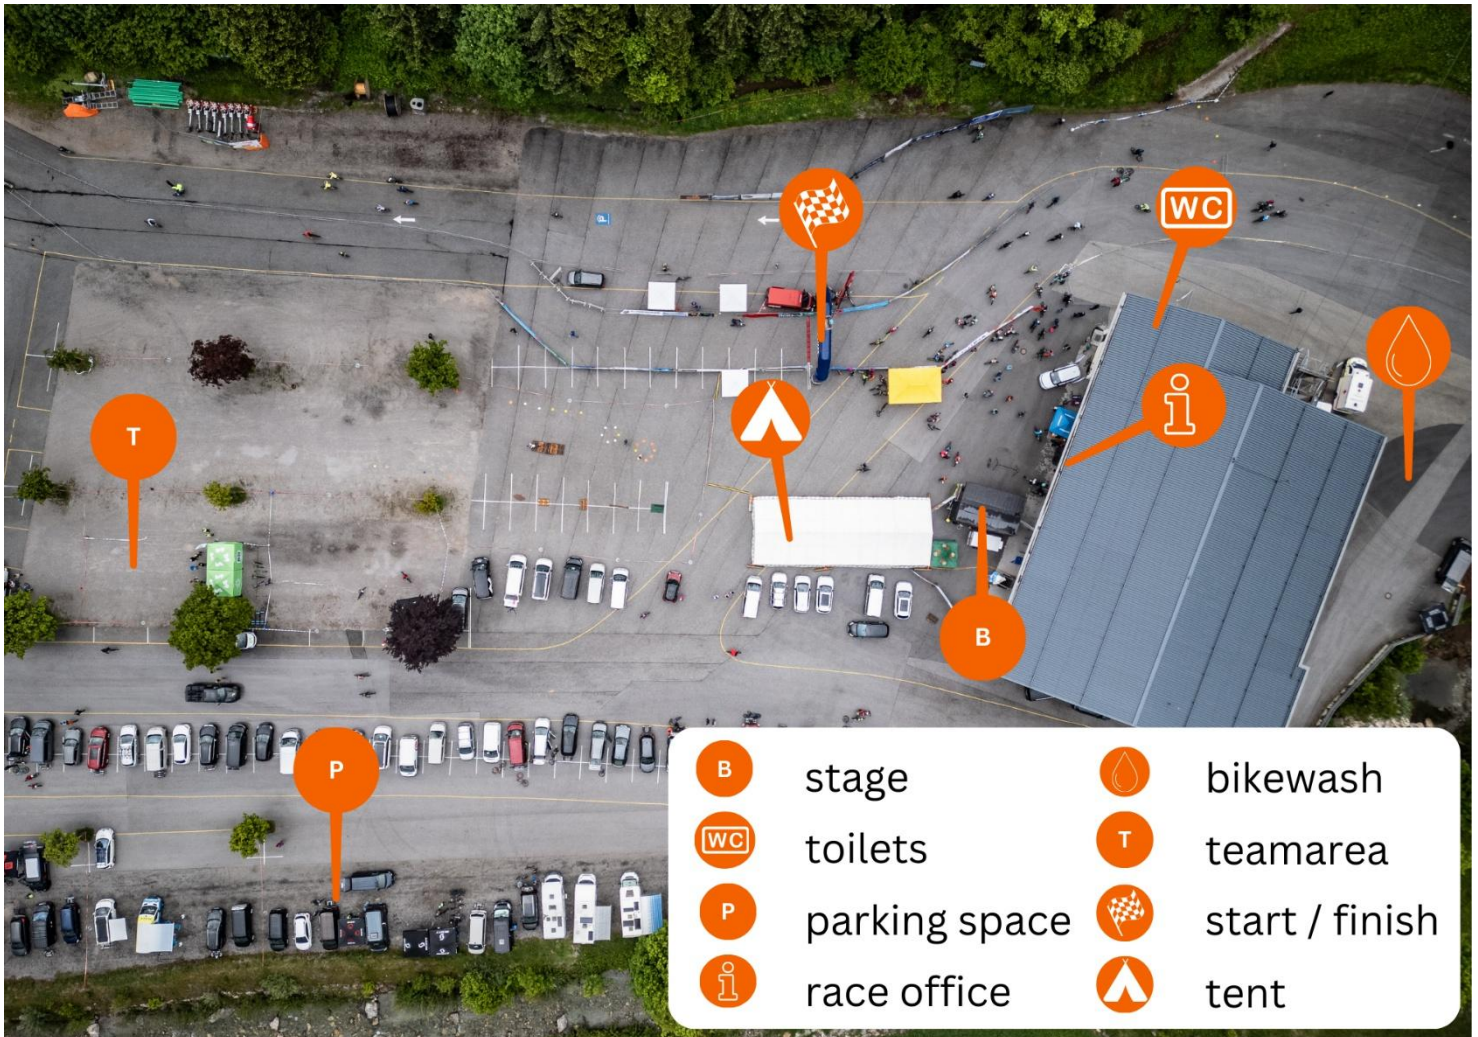 WC
T
B
P
B stage
WC toilets
P parking space
i race office
bikewash
T teamarea
start / finish
tent